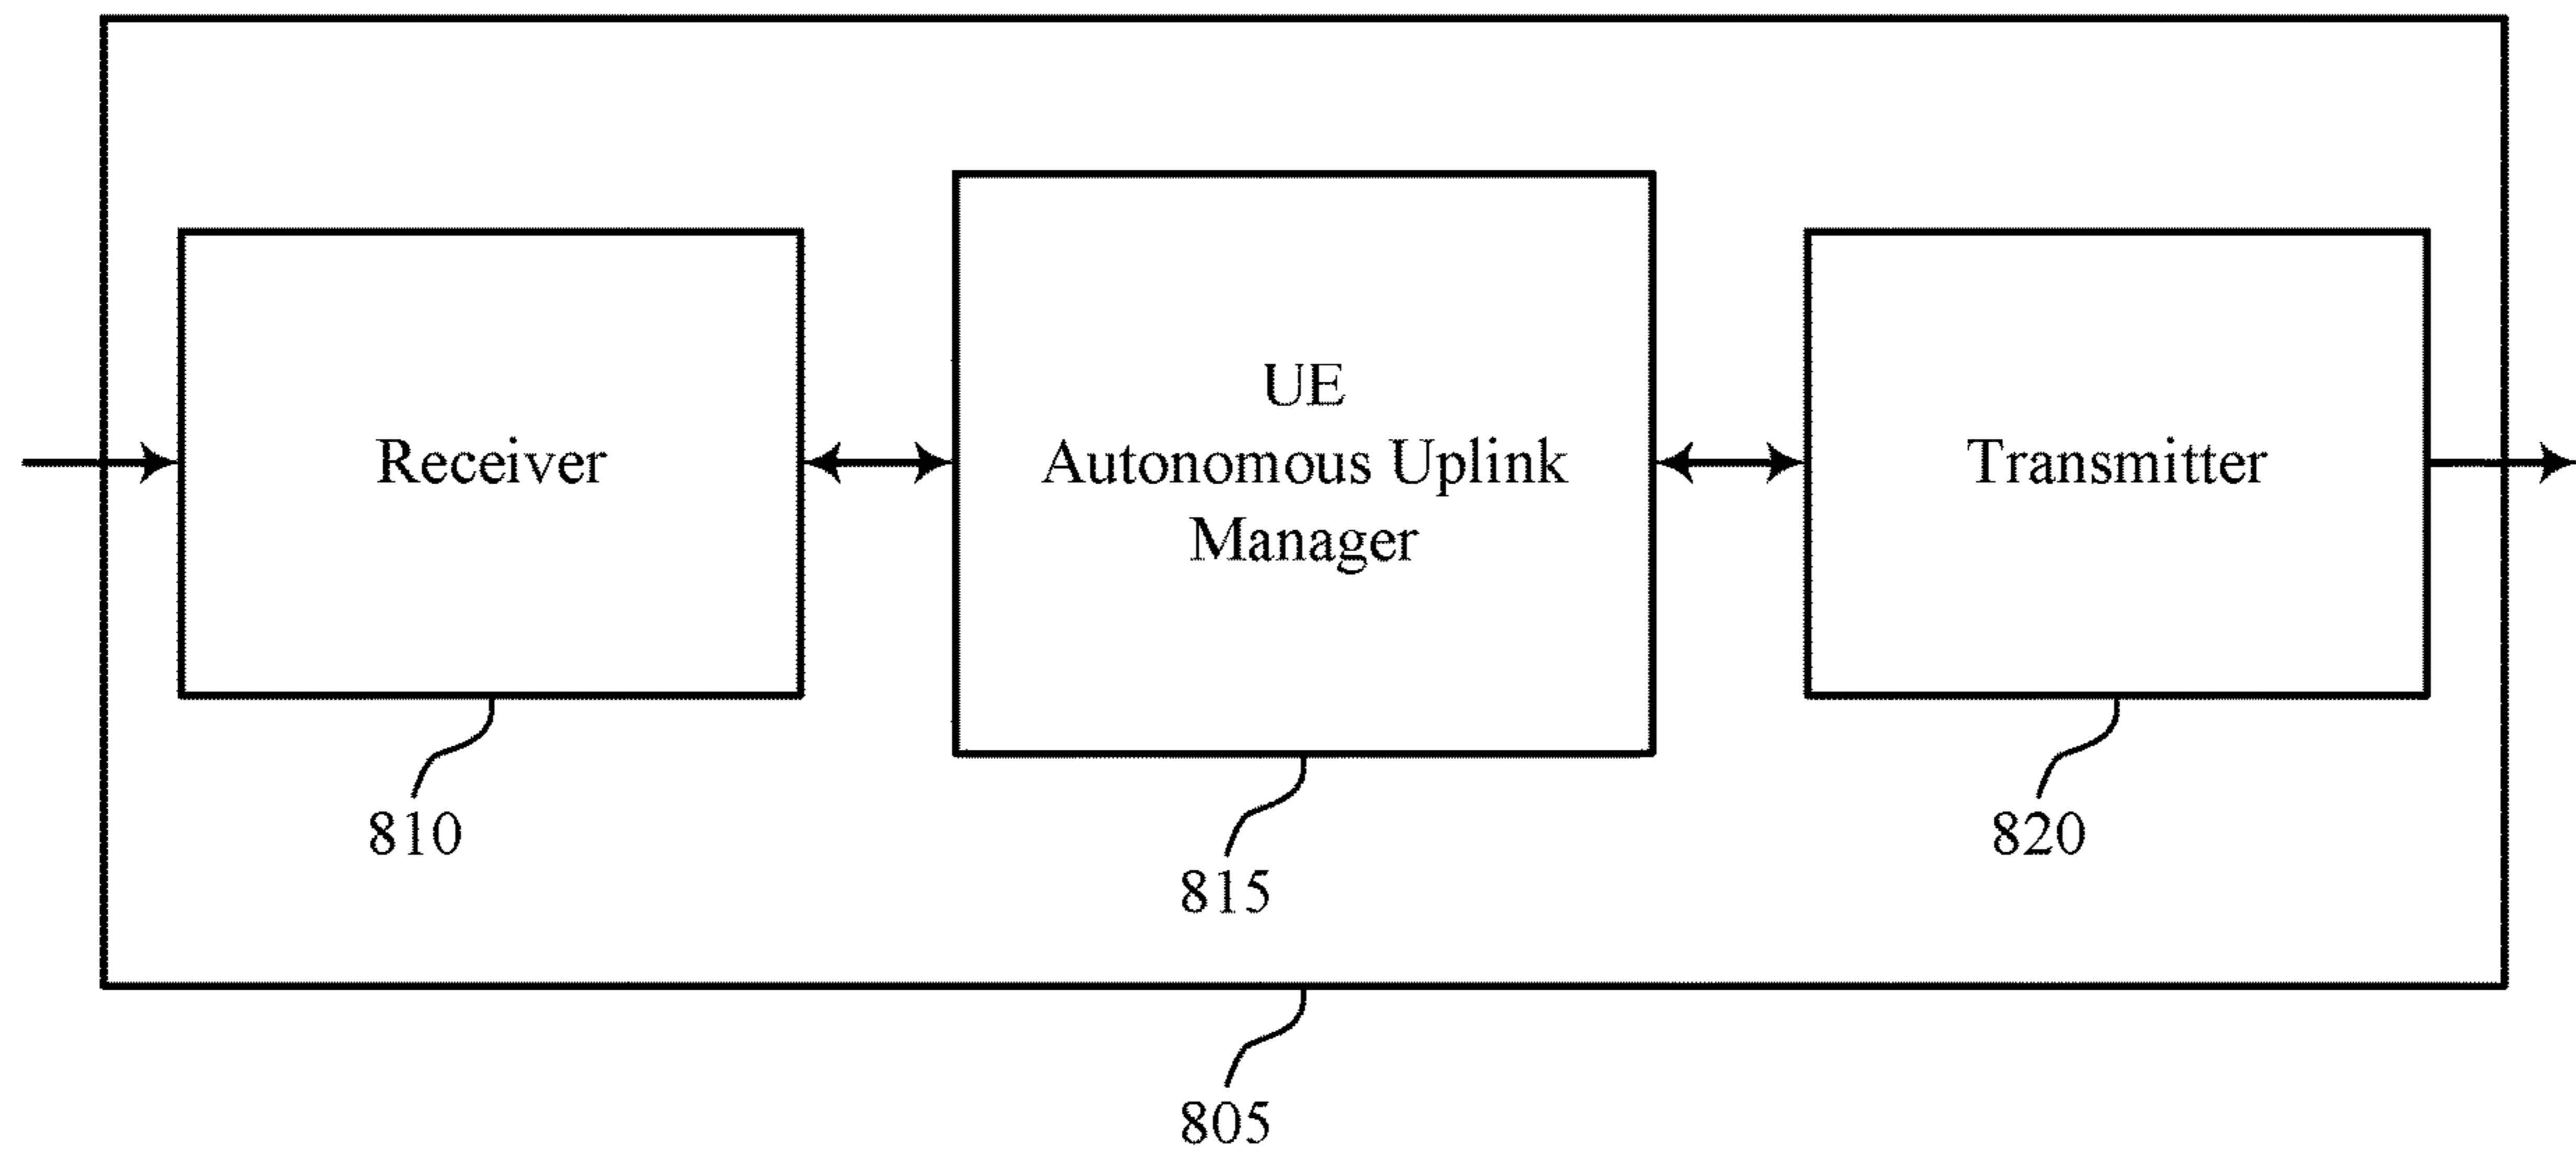 Receiver
UE
Autonomous Uplink
Manager
Transmitter
810
815
820
805